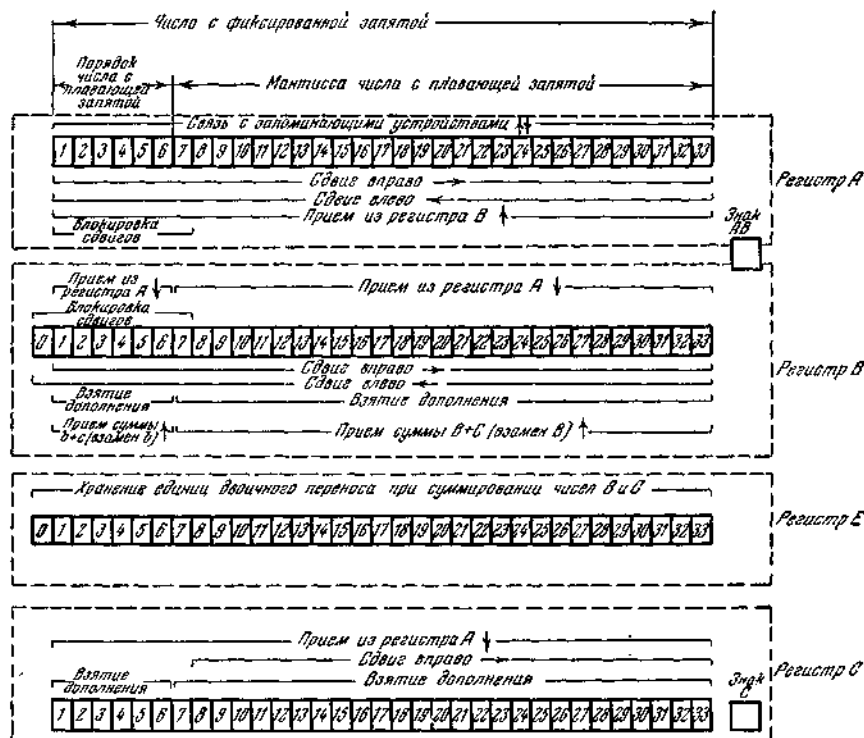 Число с фиксированной запятой
Порядок
числа с
плавающей
запятой
Мантисса числа с плавающей запятой
Связь с запоминающими устройствами
1 2 3 4 5 6 7 8 9 10 11 12 13 14 15 16 17 18 19 20 21 22 23 24 25 26 27 28 29 30 31 32 33
Сдвиг вправо
Сдвиг влево
Прием из регистра В
Блокировка
сдвигов
Регистр А
Знак
АВ
Прием из
регистра А
Прием из регистра А
Блокировка
сдвигов
0 1 2 3 4 5 6 7 8 9 10 11 12 13 14 15 16 17 18 19 20 21 22 23 24 25 26 27 28 29 30 31 32 33
Сдвиг вправо
Сдвиг влево
Взятие
дополнения
Взятие дополнения
Прием суммы
b+c (взамен b)
Прием суммы В+С (взамен В)
Регистр В
Хранение единиц двоичного переноса при суммировании чисел В и С
0 1 2 3 4 5 6 7 8 9 10 11 12 13 14 15 16 17 18 19 20 21 22 23 24 25 26 27 28 29 30 31 32 33
Регистр Е
Прием из регистра А
Сдвиг вправо
Взятие
дополнения
Взятие дополнения
1 2 3 4 5 6 7 8 9 10 11 12 13 14 15 16 17 18 19 20 21 22 23 24 25 26 27 28 29 30 31 32 33
Регистр С
Знак
С